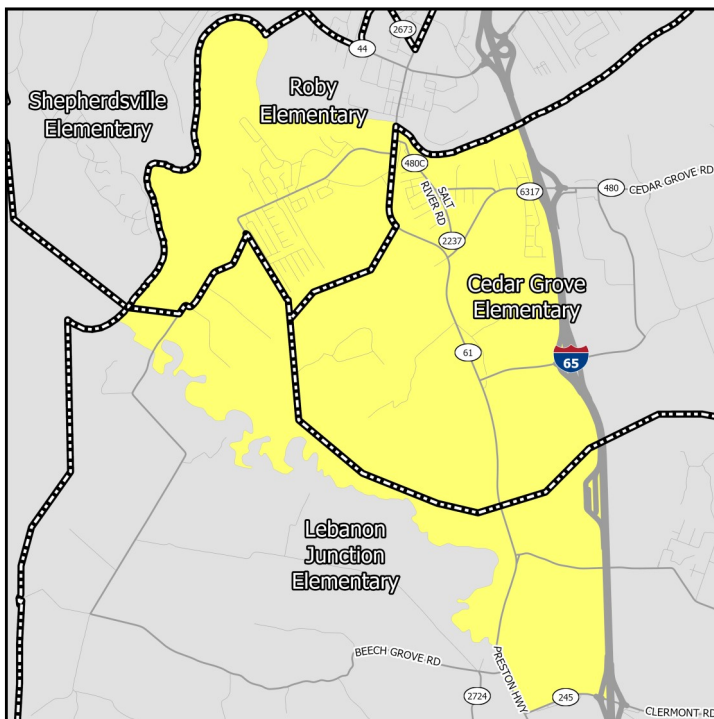 2673
44
Roby
Elementary
Shepherdsville
Elementary
480C
SALT
RIVER RD
6317
480
CEDAR GROVE RD
2237
Cedar Grove
Elementary
61
65
Lebanon
Junction
Elementary
BEECH GROVE RD
PRESTON HWY
2724
245
CLERMONT RD